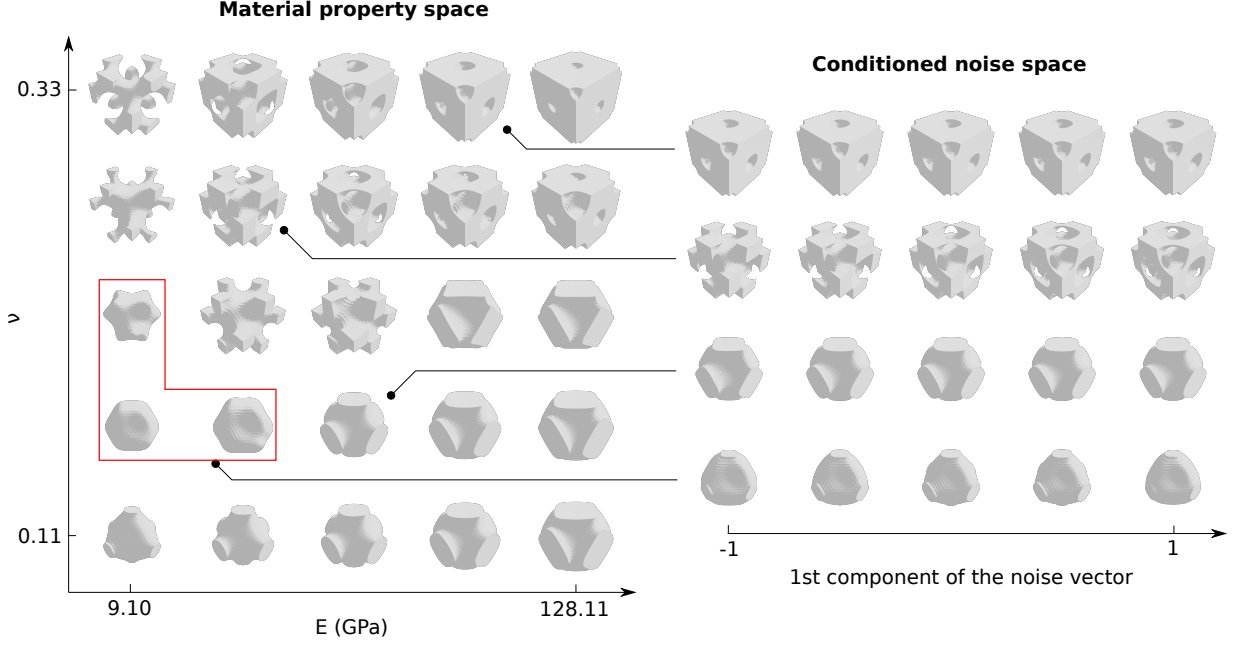 Material property space
Conditioned noise space
0.33
ν
0.11
9.10
128.11
E (GPa)
-1
1
1st component of the noise vector